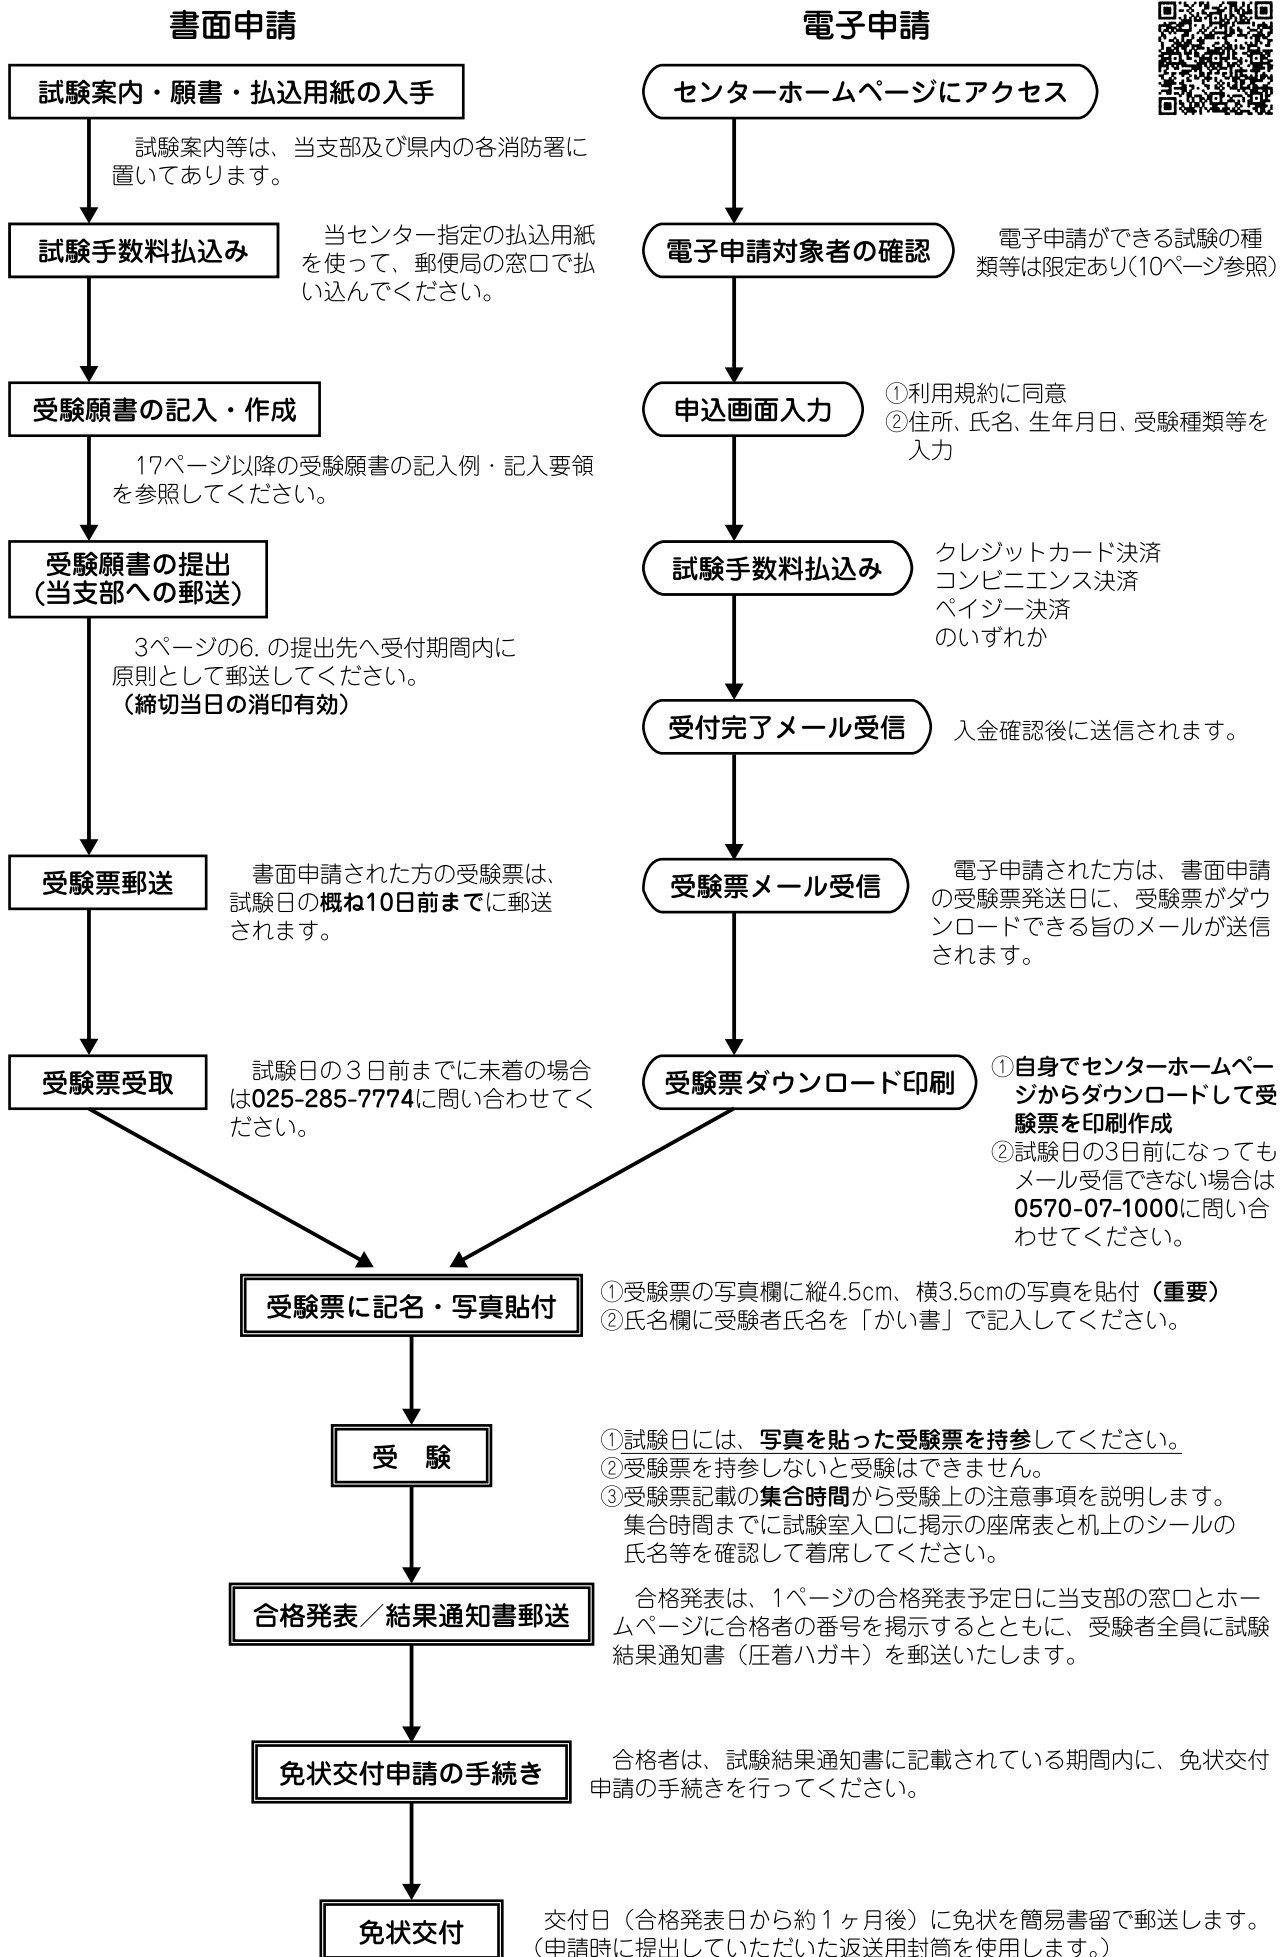 書面申請
試験案内・願書・払込用紙の入手
試験案内等は、当支部及び県内の各消防署に
置いてあります。
試験手数料払込み
当センター指定の払込用紙
を使って、郵便局の窓口で払
い込んでください。
受験願書の記入・作成
17ページ以降の受験願書の記入例・記入要領
を参照してください。
受験願書の提出
(当支部への郵送)
3ページの6. の提出先へ受付期間内に
原則として郵送してください。
（締切当日の消印有効）
受験票郵送
書面申請された方の受験票は、
試験日の概ね10日前までに郵送
されます。
受験票受取
試験日の３日前までに未着の場合
は025-285-7774に問い合わせてく
ださい。
電子申請
センターホームページにアクセス
電子申請対象者の確認
電子申請ができる試験の種
類等は限定あり(10ページ参照)
申込画面入力
①利用規約に同意
②住所、氏名、生年月日、受験種類等を
入力
試験手数料払込み
クレジットカード決済
コンビニエンス決済
ペイジー決済
のいずれか
受付完了メール受信
入金確認後に送信されます。
受験票メール受信
電子申請された方は、書面申請
の受験票発送日に、受験票がダウ
ンロードできる旨のメールが送信
されます。
受験票ダウンロード印刷
①自身でセンターホームペー
ジからダウンロードして受
験票を印刷作成
②試験日の3日前になっても
メール受信できない場合は
0570-07-1000に問い合
わせてください。
受験票に記名・写真貼付
①受験票の写真欄に縦4.5cm、横3.5cmの写真を貼付（重要）
②氏名欄に受験者氏名を「かい書」で記入してください。
受　験
①試験日には、写真を貼った受験票を持参してください。
②受験票を持参しないと受験はできません。
③受験票記載の集合時間から受験上の注意事項を説明します。
集合時間までに試験室入口に掲示の座席表と机上のシールの
氏名等を確認して着席してください。
合格発表／結果通知書郵送
合格発表は、1ページの合格発表予定日に当支部の窓口とホー
ムページに合格者の番号を掲示するとともに、受験者全員に試験
結果通知書（圧着ハガキ）を郵送いたします。
免状交付申請の手続き
合格者は、試験結果通知書に記載されている期間内に、免状交付
申請の手続きを行ってください。
免状交付
交付日（合格発表日から約１ヶ月後）に免状を簡易書留で郵送します。
（申請時に提出していただいた返送用封筒を使用します。）